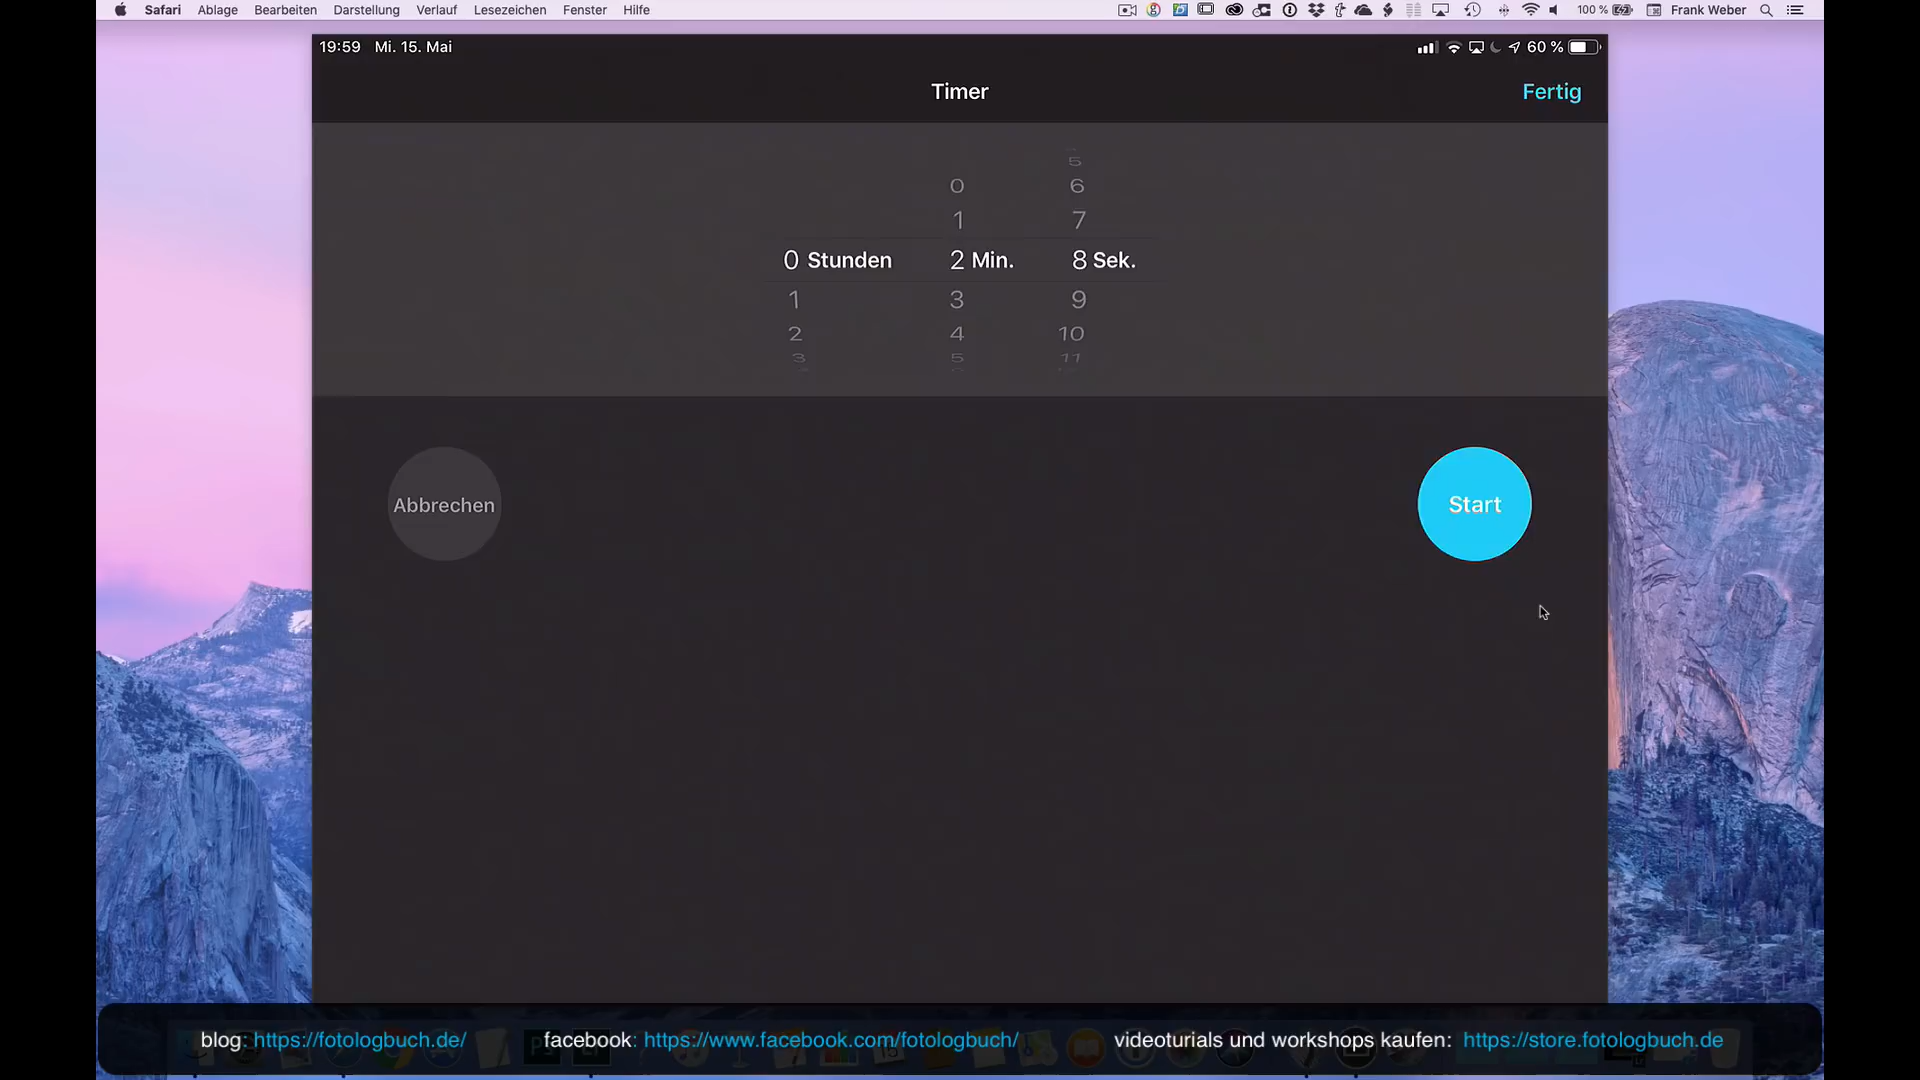 Safari Ablage Bearbeiten Darstellung Verlauf Lesezeichen Fenster Hilfe 100 % Frank Weber
19:59 Mi. 15. Mai 60 %
Timer Fertig
5
0 6
1 7
0 Stunden 2 Min. 8 Sek.
1 3 9
2 4 10
3 5 11
Abbrechen Start
blog: https://fotologbuch.de/ facebook: https://www.facebook.com/fotologbuch/ videoturials und workshops kaufen: https://store.fotologbuch.de